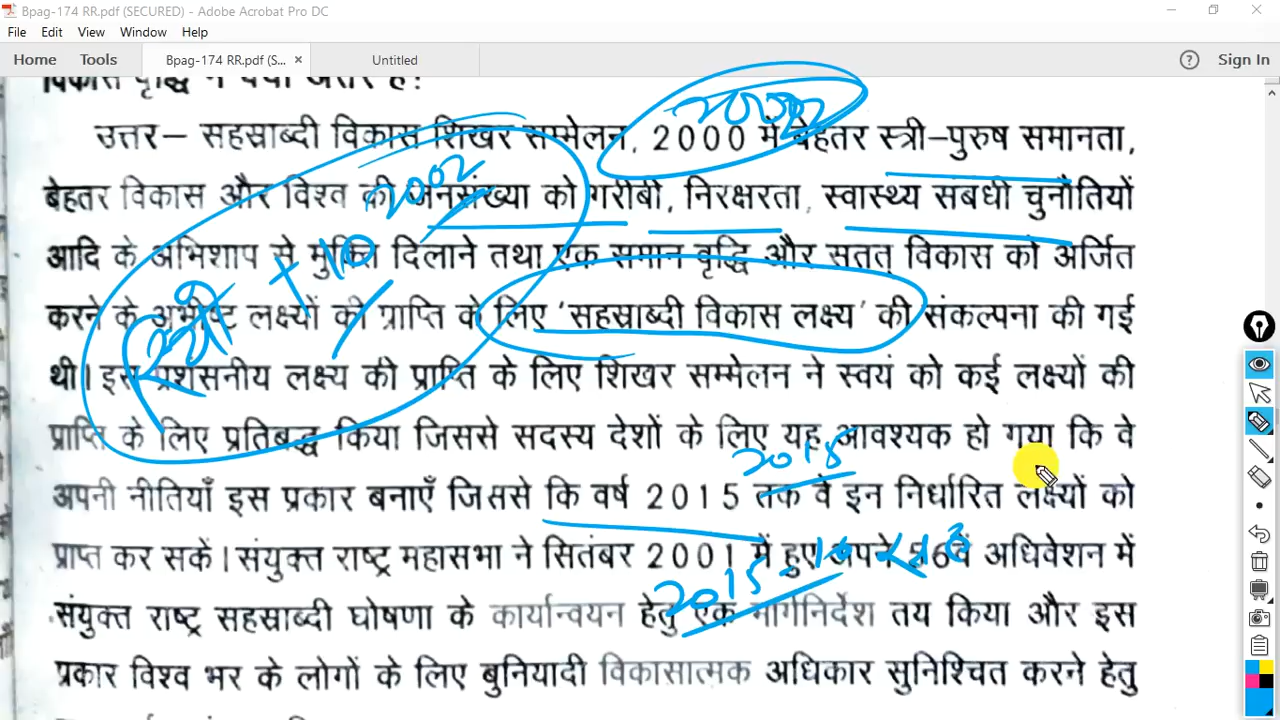 Bpag-174 RR.pdf (SECURED) - Adobe Acrobat Pro DC
File Edit View Window Help
Home Tools Bpag-174 RR.pdf (S... × Untitled Sign In
विकास वृद्धि में क्या अंतर है?
उत्तर– सहस्राब्दी विकास शिखर सम्मेलन, 2000 में बेहतर स्त्री–पुरुष समानता,
बेहतर विकास और विश्व की जनसंख्या को गरीबी, निरक्षरता, स्वास्थ्य संबधी चुनौतियों
आदि के अभिशाप से मुक्ति दिलाने तथा एक समान वृद्धि और सतत् विकास को अर्जित
करने के अभीष्ट लक्ष्यों की प्राप्ति के लिए 'सहस्राब्दी विकास लक्ष्य' की संकल्पना की गई
थी। इस प्रशसनीय लक्ष्य की प्राप्ति के लिए शिखर सम्मेलन ने स्वयं को कई लक्ष्यों की
प्राप्ति के लिए प्रतिबद्ध किया जिससे सदस्य देशों के लिए यह आवश्यक हो गया कि वे
2015
अपनी नीतियाँ इस प्रकार बनाएँ जिससे कि वर्ष 2015 तक वे इन निर्धारित लक्ष्यों को
प्राप्त कर सकें। संयुक्त राष्ट्र महासभा ने सितंबर 2001 में हुए अपने 56वें अधिवेशन में
संयुक्त राष्ट्र सहस्राब्दी घोषणा के कार्यान्वयन हेतु एक मार्गनिर्देश तय किया और इस
प्रकार विश्व भर के लोगों के लिए बुनियादी विकासात्मक अधिकार सुनिश्चित करने हेतु